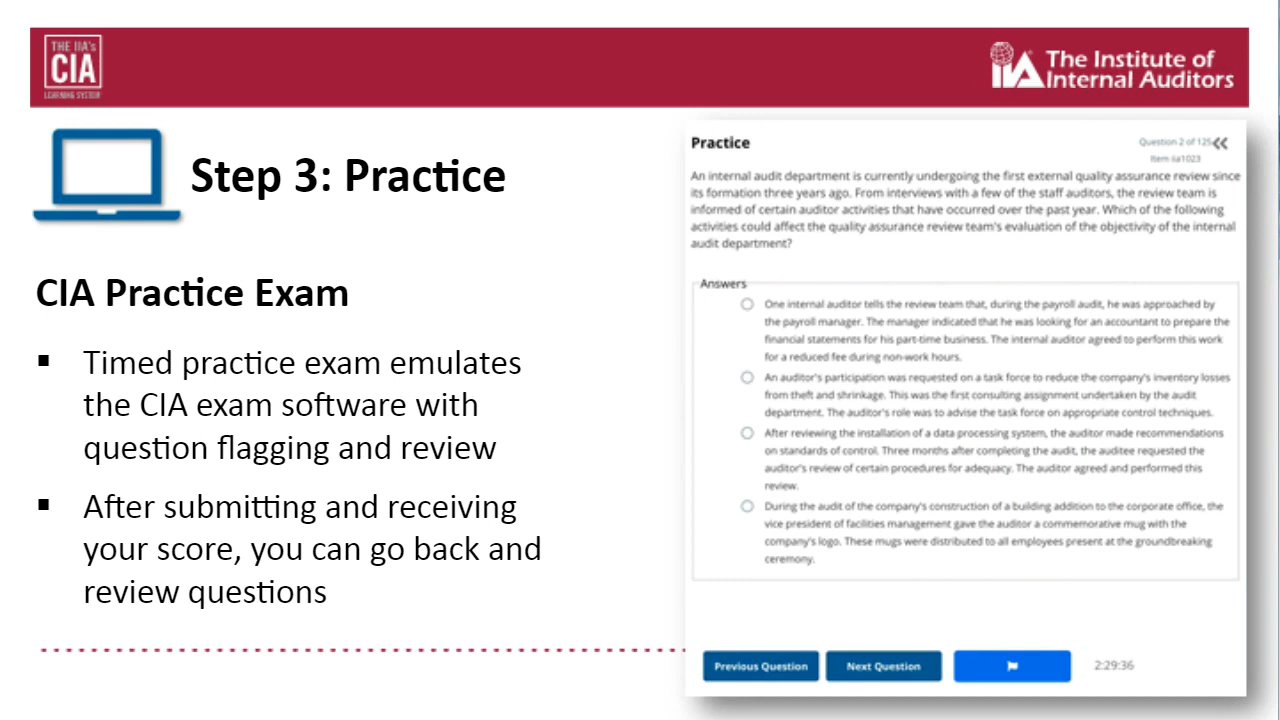 THE IIA's
CIA
LEARNING SYSTEM
IIA
The Institute of
Internal Auditors
Step 3: Practice
CIA Practice Exam
▪ Timed practice exam emulates
the CIA exam software with
question flagging and review
▪ After submitting and receiving
your score, you can go back and
review questions
Practice
Question 2 of 125
Item iia1023
An internal audit department is currently undergoing the first external quality assurance review since
its formation three years ago. From interviews with a few of the staff auditors, the review team is
informed of certain auditor activities that have occurred over the past year. Which of the following
activities could affect the quality assurance review team's evaluation of the objectivity of the internal
audit department?
Answers
One internal auditor tells the review team that, during the payroll audit, he was approached by
the payroll manager. The manager indicated that he was looking for an accountant to prepare the
financial statements for his part-time business. The internal auditor agreed to perform this work
for a reduced fee during non-work hours.
An auditor's participation was requested on a task force to reduce the company's inventory losses
from theft and shrinkage. This was the first consulting assignment undertaken by the audit
department. The auditor's role was to advise the task force on appropriate control techniques.
After reviewing the installation of a data processing system, the auditor made recommendations
on standards of control. Three months after completing the audit, the auditee requested the
auditor's review of certain procedures for adequacy. The auditor agreed and performed this
review.
During the audit of the company's construction of a building addition to the corporate office, the
vice president of facilities management gave the auditor a commemorative mug with the
company's logo. These mugs were distributed to all employees present at the groundbreaking
ceremony.
Previous Question
Next Question
2:29:36